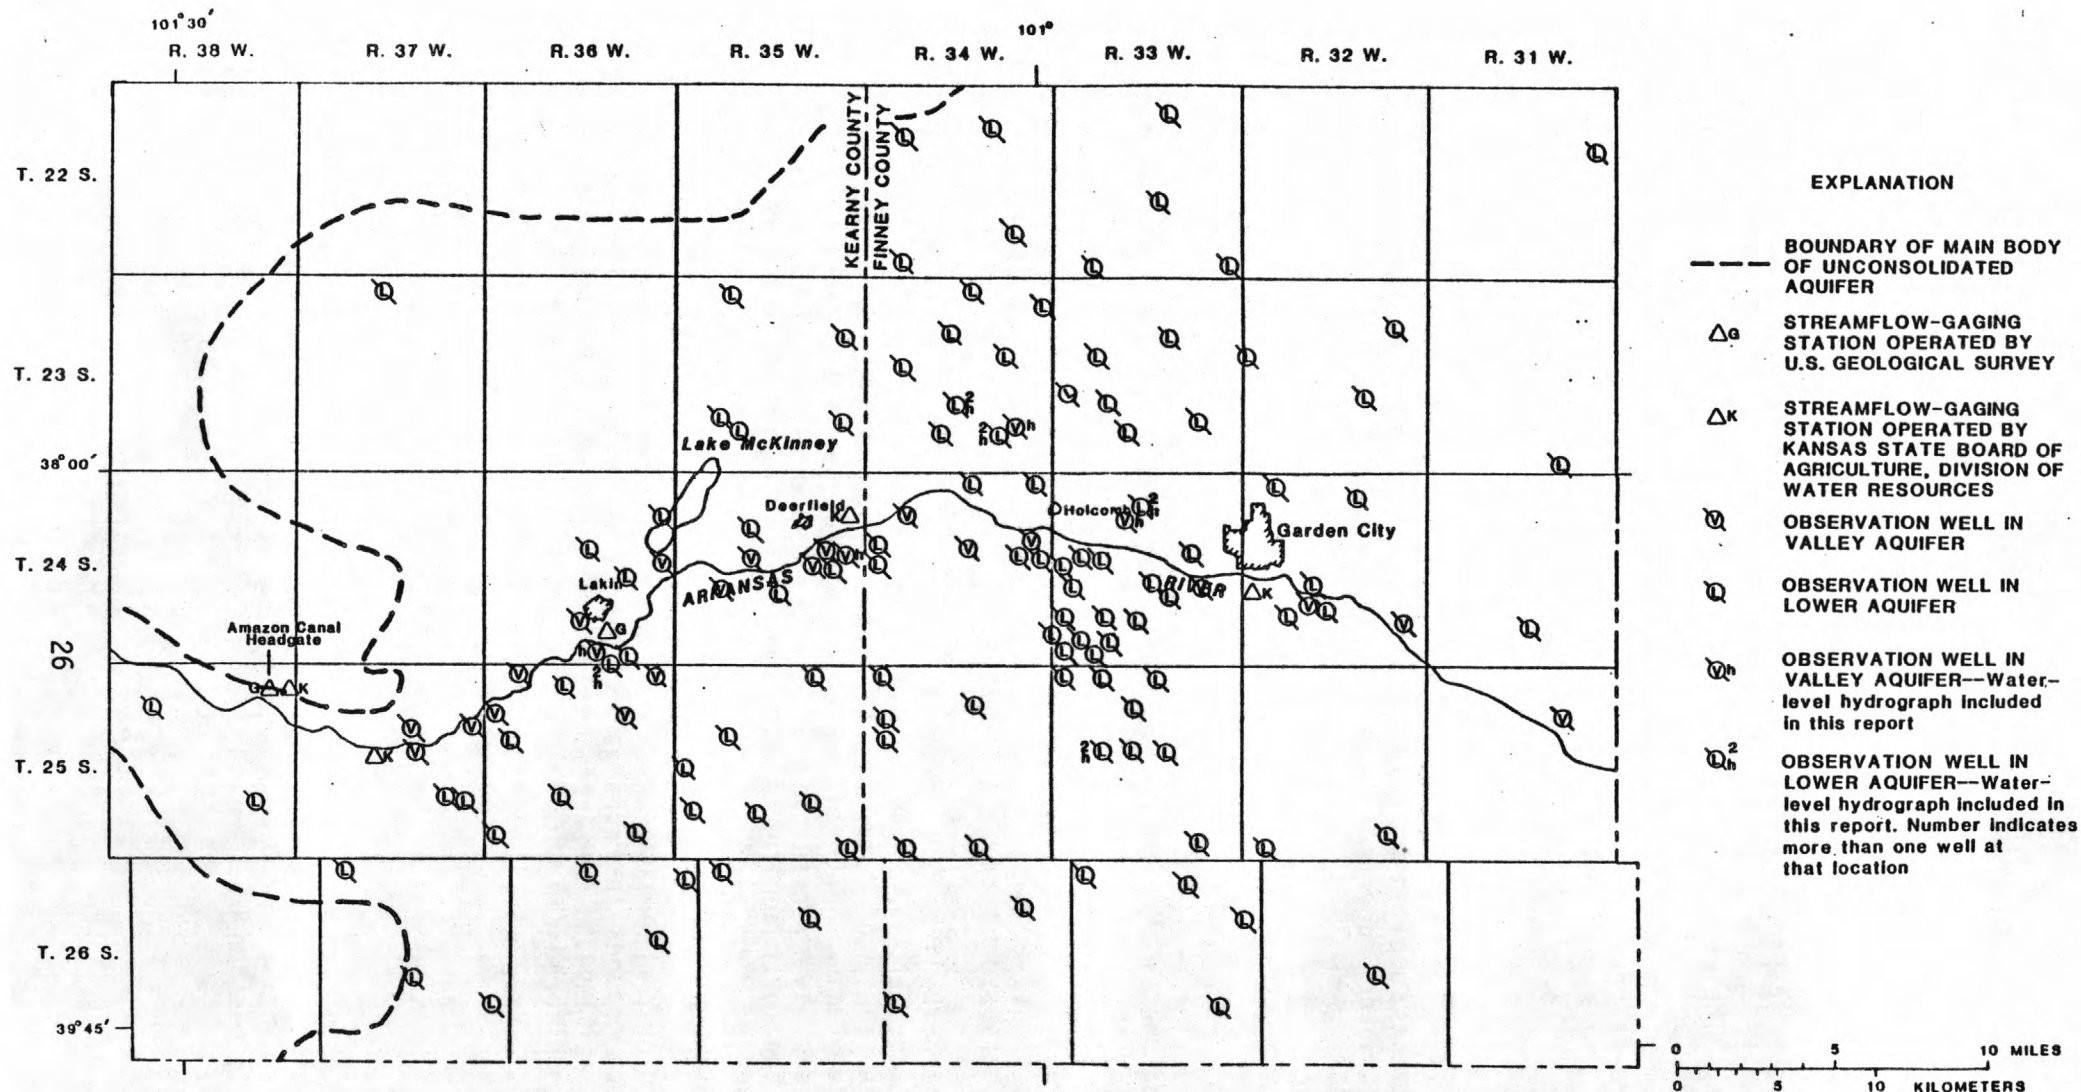 101°30′
101°
R. 38 W. R. 37 W. R. 36 W. R. 35 W. R. 34 W. R. 33 W. R. 32 W. R. 31 W.
T. 22 S.
T. 23 S.
38°00′
T. 24 S.
26
T. 25 S.
T. 26 S.
39°45′
KEARNY COUNTY
FINNEY COUNTY
Lake McKinney
Deerfield
K
Holcomb
Garden City
Lakin
G
ARKANSAS
RIVER
K
Amazon Canal
Headgate
G K
K
EXPLANATION
BOUNDARY OF MAIN BODY
OF UNCONSOLIDATED
AQUIFER
G
STREAMFLOW-GAGING
STATION OPERATED BY
U.S. GEOLOGICAL SURVEY
K
STREAMFLOW-GAGING
STATION OPERATED BY
KANSAS STATE BOARD OF
AGRICULTURE, DIVISION OF
WATER RESOURCES
V
OBSERVATION WELL IN
VALLEY AQUIFER
L
OBSERVATION WELL IN
LOWER AQUIFER
V h
OBSERVATION WELL IN
VALLEY AQUIFER--Water-
level hydrograph included
in this report
L 2 h
OBSERVATION WELL IN
LOWER AQUIFER--Water-
level hydrograph included in
this report. Number indicates
more than one well at
that location
0 5 10 MILES
0 5 10 KILOMETERS